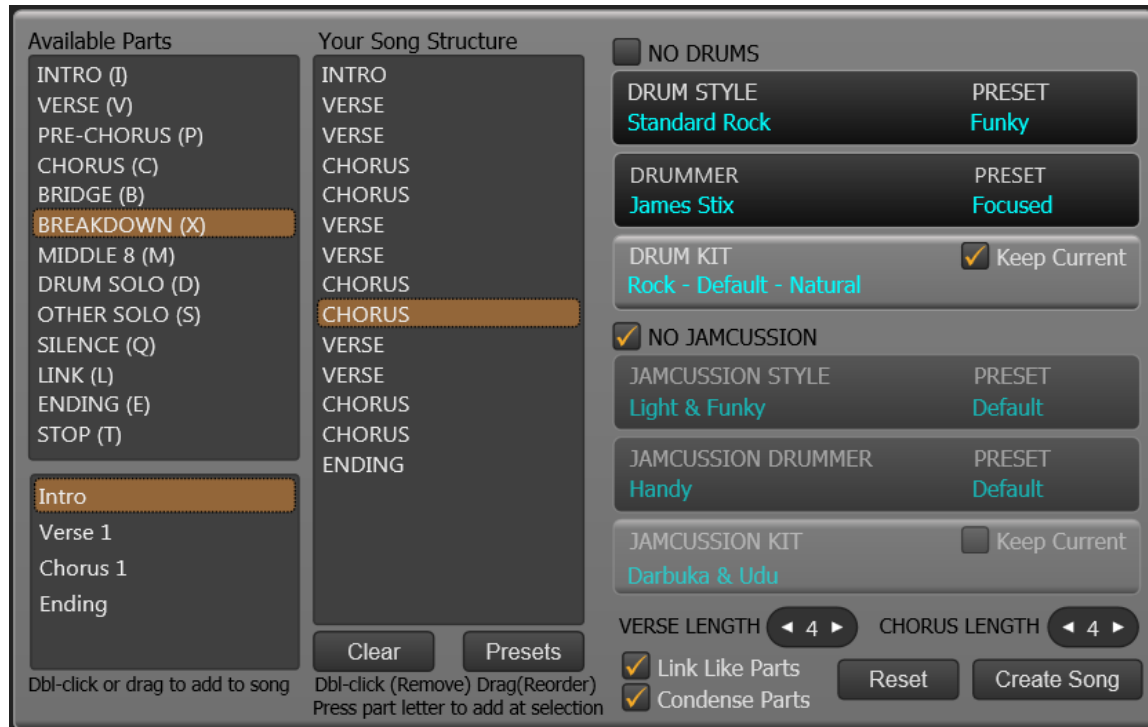 Available Parts
INTRO (I)
VERSE (V)
PRE-CHORUS (P)
CHORUS (C)
BRIDGE (B)
BREAKDOWN (X)
MIDDLE 8 (M)
DRUM SOLO (D)
OTHER SOLO (S)
SILENCE (Q)
LINK (L)
ENDING (E)
STOP (T)
Intro
Verse 1
Chorus 1
Ending
Dbl-click or drag to add to song
Your Song Structure
INTRO
VERSE
VERSE
CHORUS
CHORUS
VERSE
VERSE
CHORUS
CHORUS
VERSE
VERSE
CHORUS
CHORUS
ENDING
Clear Presets
Dbl-click (Remove) Drag(Reorder)
Press part letter to add at selection
NO DRUMS
DRUM STYLE PRESET
Standard Rock Funky
DRUMMER PRESET
James Stix Focused
DRUM KIT Keep Current
Rock - Default - Natural
NO JAMCUSSION
JAMCUSSION STYLE PRESET
Light & Funky Default
JAMCUSSION DRUMMER PRESET
Handy Default
JAMCUSSION KIT Keep Current
Darbuka & Udu
VERSE LENGTH 4 CHORUS LENGTH 4
Link Like Parts
Condense Parts
Reset Create Song